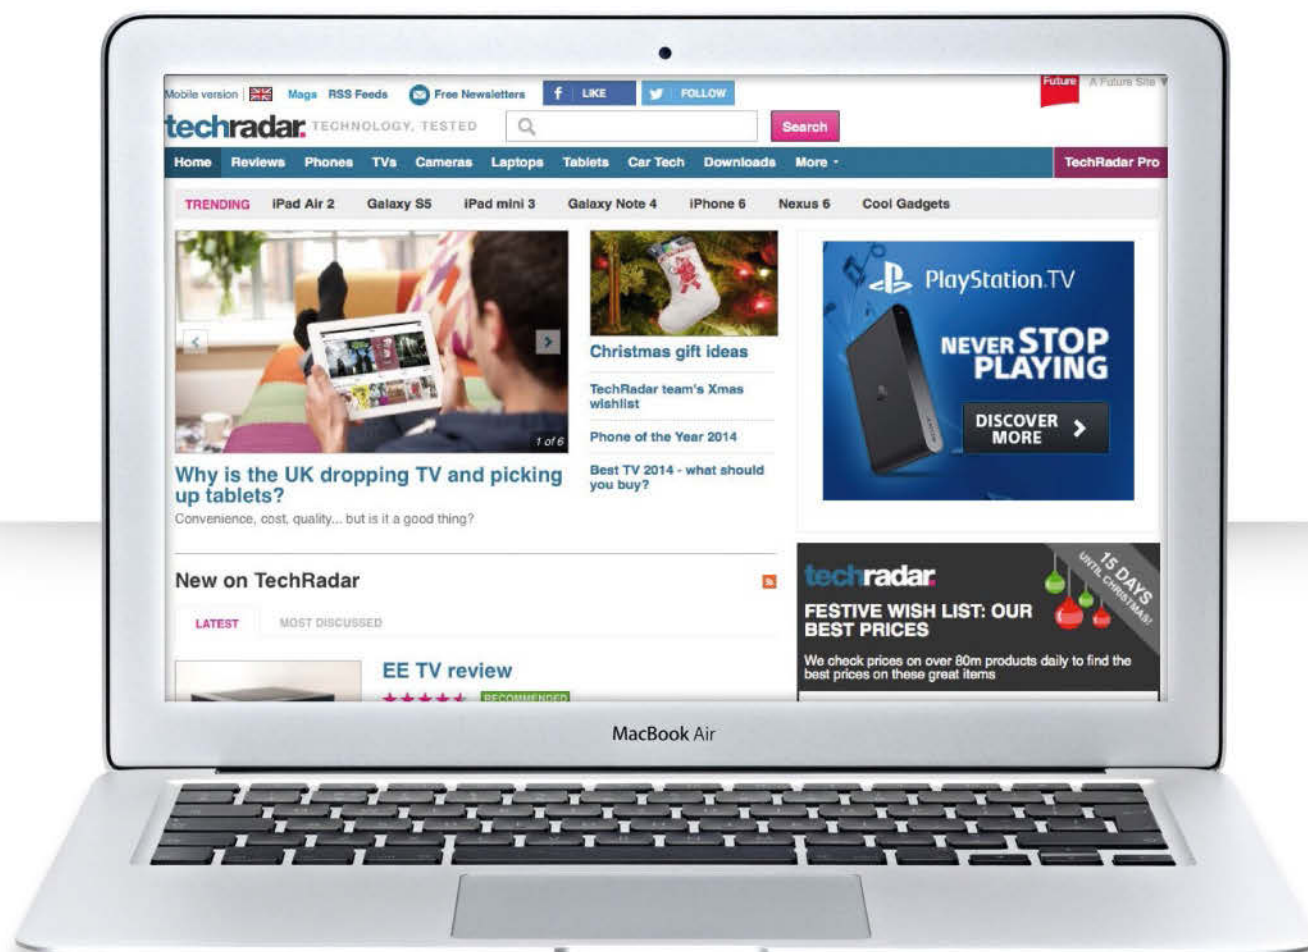 Mobile version Mags RSS Feeds Free Newsletters f LIKE FOLLOW
Future A Future Site
techradar. TECHNOLOGY, TESTED Search
Home Reviews Phones TVs Cameras Laptops Tablets Car Tech Downloads More TechRadar Pro
TRENDING iPad Air 2 Galaxy S5 iPad mini 3 Galaxy Note 4 iPhone 6 Nexus 6 Cool Gadgets
1 of 6
Why is the UK dropping TV and picking
up tablets?
Convenience, cost, quality... but is it a good thing?
Christmas gift ideas
TechRadar team's Xmas
wishlist
Phone of the Year 2014
Best TV 2014 - what should
you buy?
PlayStation.TV
NEVER STOP
PLAYING
DISCOVER
MORE
New on TechRadar
LATEST MOST DISCUSSED
EE TV review
RECOMMENDED
techradar.
15 DAYS
UNTIL CHRISTMAS!
FESTIVE WISH LIST: OUR
BEST PRICES
We check prices on over 80m products daily to find the
best prices on these great items
MacBook Air